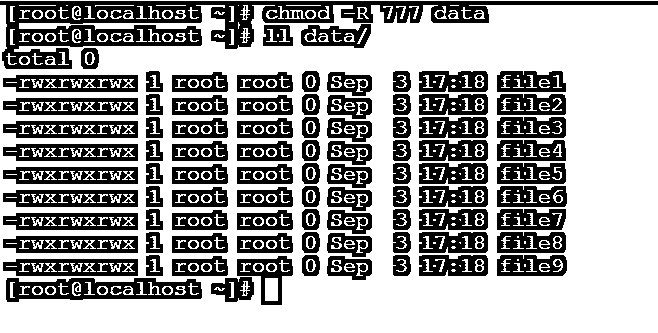 [root@localhost ~]# chmod -R 777 data
[root@localhost ~]# ll data/
total 0
-rwxrwxrwx 1 root root 0 Sep  3 17:18 file1
-rwxrwxrwx 1 root root 0 Sep  3 17:18 file2
-rwxrwxrwx 1 root root 0 Sep  3 17:18 file3
-rwxrwxrwx 1 root root 0 Sep  3 17:18 file4
-rwxrwxrwx 1 root root 0 Sep  3 17:18 file5
-rwxrwxrwx 1 root root 0 Sep  3 17:18 file6
-rwxrwxrwx 1 root root 0 Sep  3 17:18 file7
-rwxrwxrwx 1 root root 0 Sep  3 17:18 file8
-rwxrwxrwx 1 root root 0 Sep  3 17:18 file9
[root@localhost ~]#